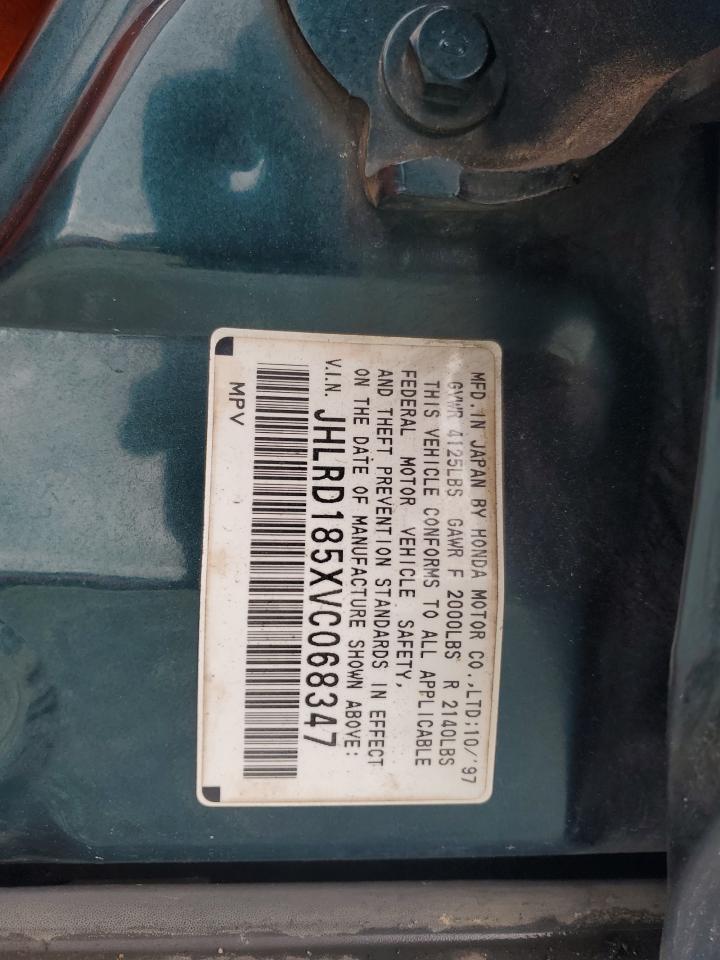 MFD. IN JAPAN BY HONDA MOTOR CO.,LTD:10/'97
GVWR 4125LBS GAWR F 2000LBS R 2140LBS
THIS VEHICLE CONFORMS TO ALL APPLICABLE
FEDERAL MOTOR VEHICLE SAFETY,
AND THEFT PREVENTION STANDARDS IN EFFECT
ON THE DATE OF MANUFACTURE SHOWN ABOVE:
V.I.N. JHLRD185XVC068347
MPV